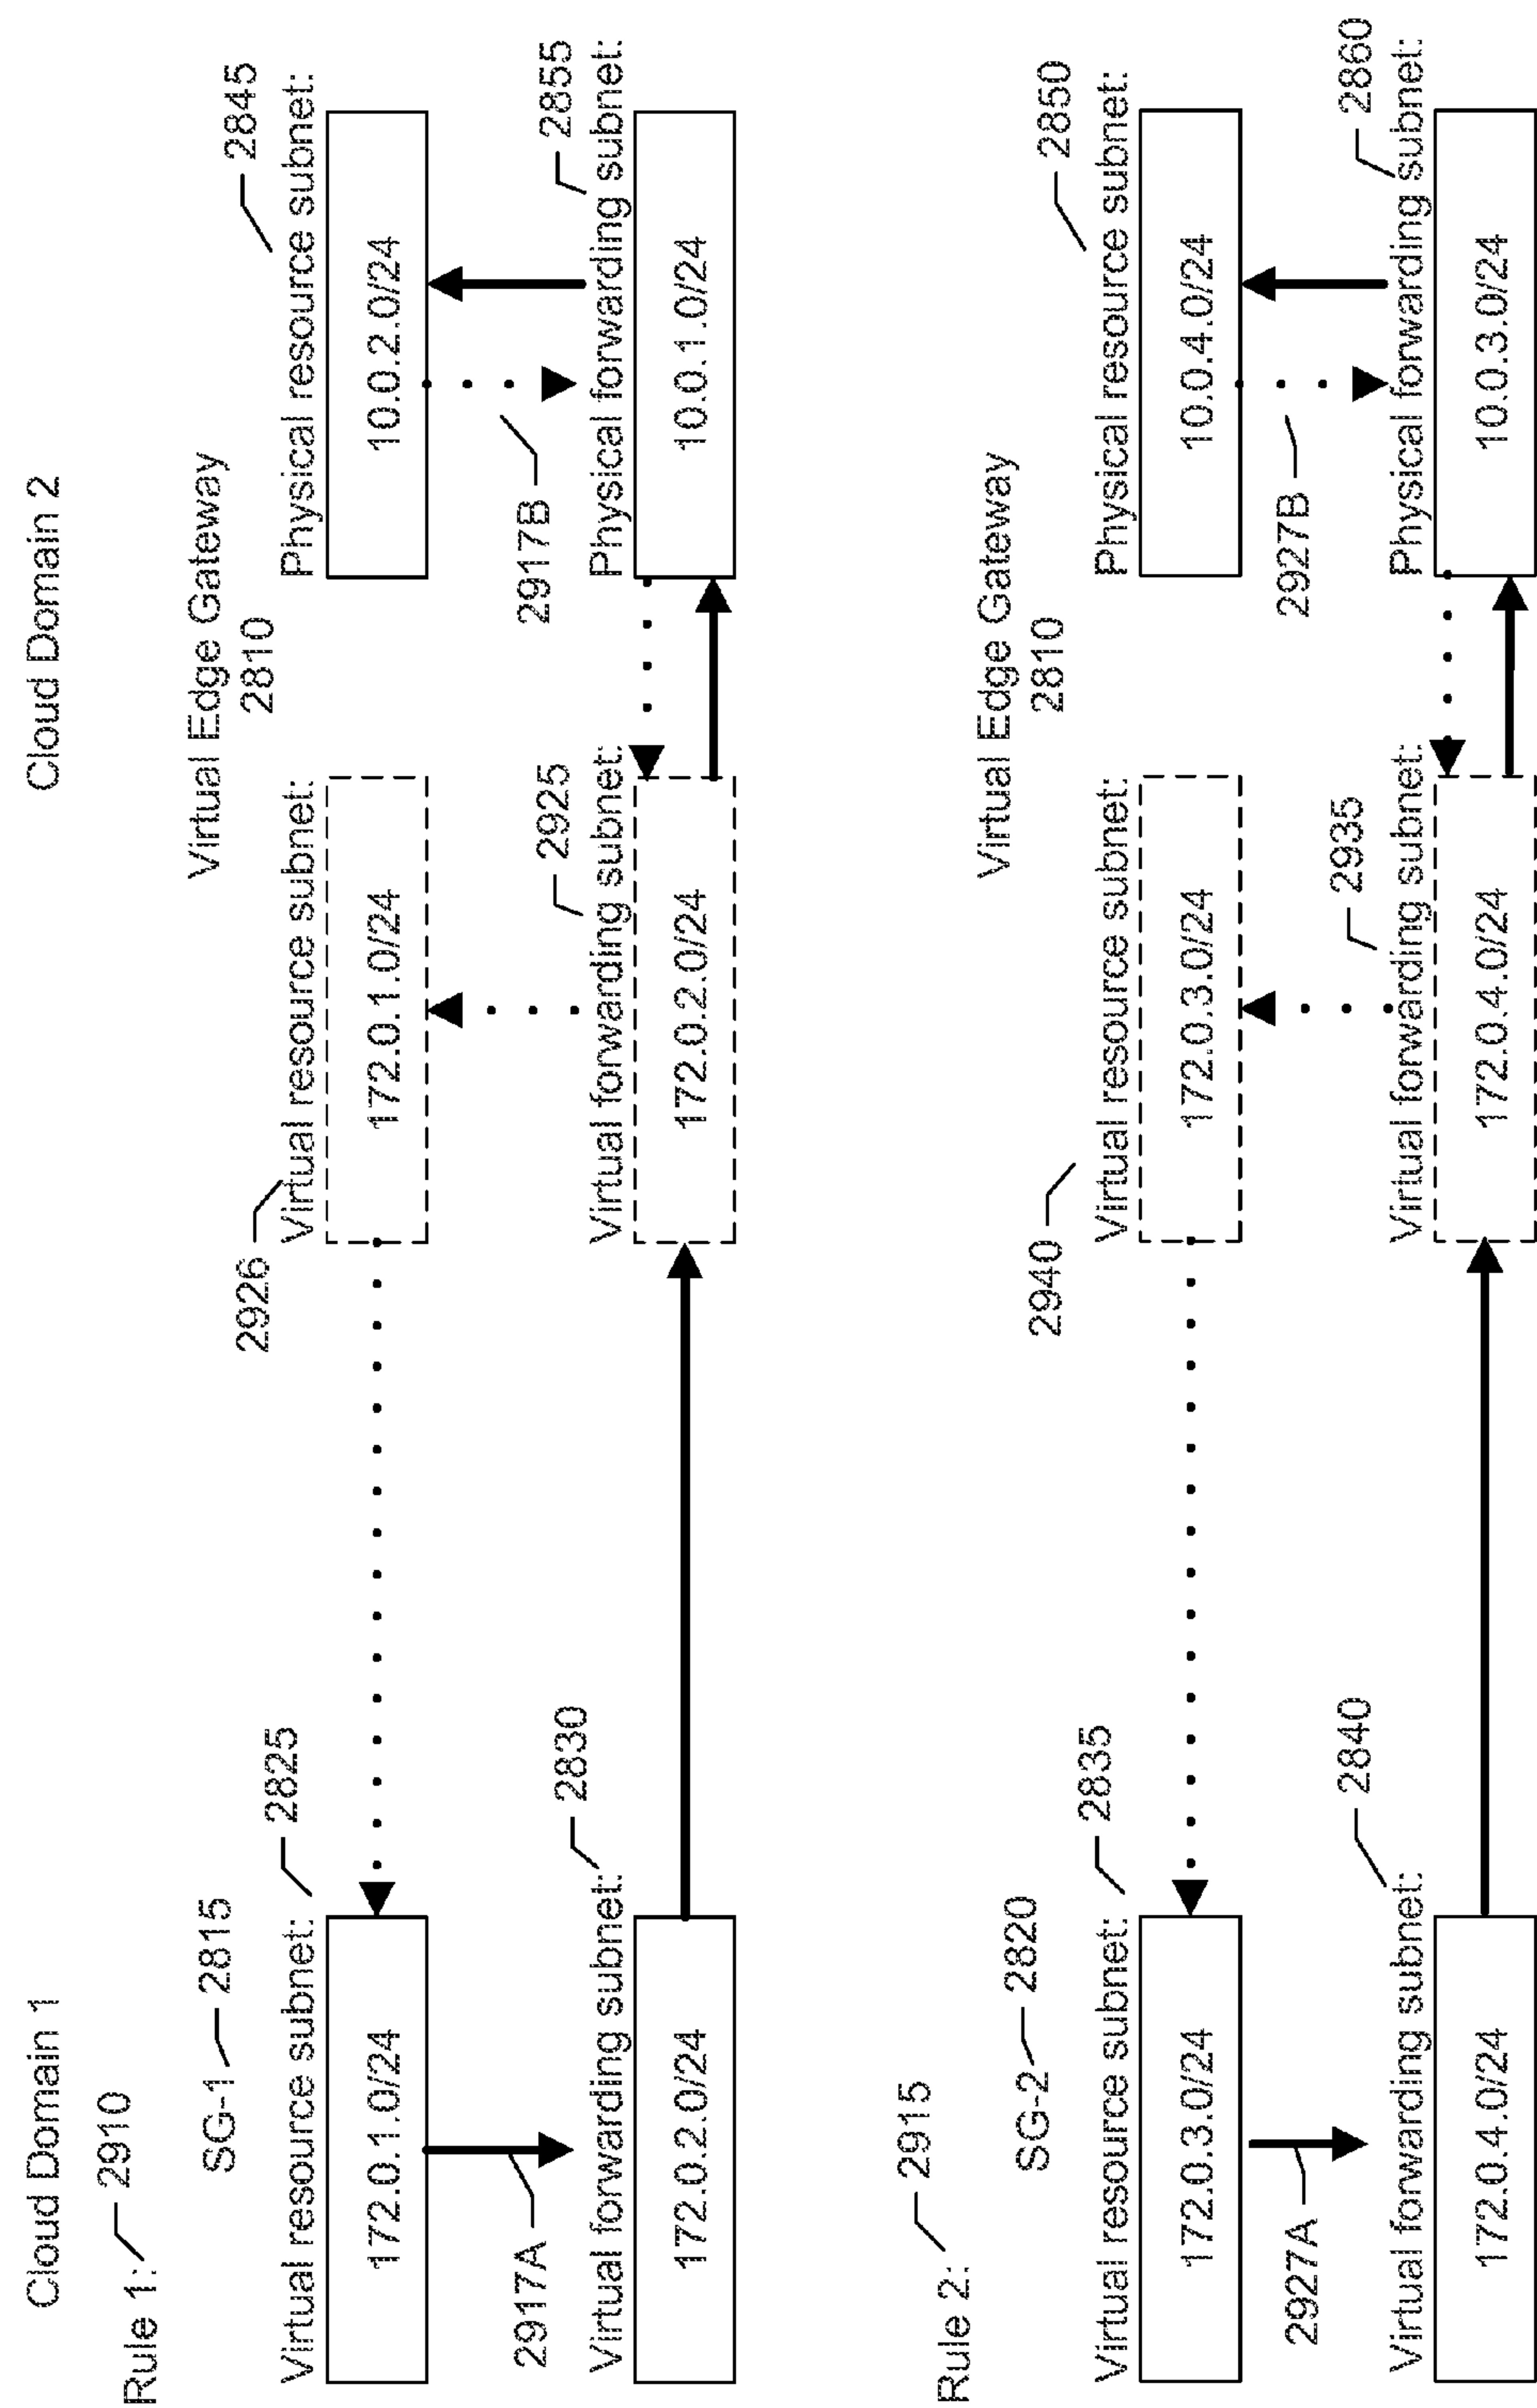 Cloud Domain 1
Cloud Domain 2
Rule 1:
2910
SG-1
2815
Virtual Edge Gateway
2810
2825
2926
2845
Virtual resource subnet:
Virtual resource subnet:
Physical resource subnet:
172.0.1.0/24
172.0.1.0/24
10.0.2.0/24
2917A
2917B
2830
2925
2855
Virtual forwarding subnet:
Virtual forwarding subnet:
Physical forwarding subnet:
172.0.2.0/24
172.0.2.0/24
10.0.1.0/24
Rule 2:
2915
SG-2
2820
Virtual Edge Gateway
2810
2835
2940
2850
Virtual resource subnet:
Virtual resource subnet:
Physical resource subnet:
172.0.3.0/24
172.0.3.0/24
10.0.4.0/24
2927A
2927B
2840
2935
2860
Virtual forwarding subnet:
Virtual forwarding subnet:
Physical forwarding subnet:
172.0.4.0/24
172.0.4.0/24
10.0.3.0/24